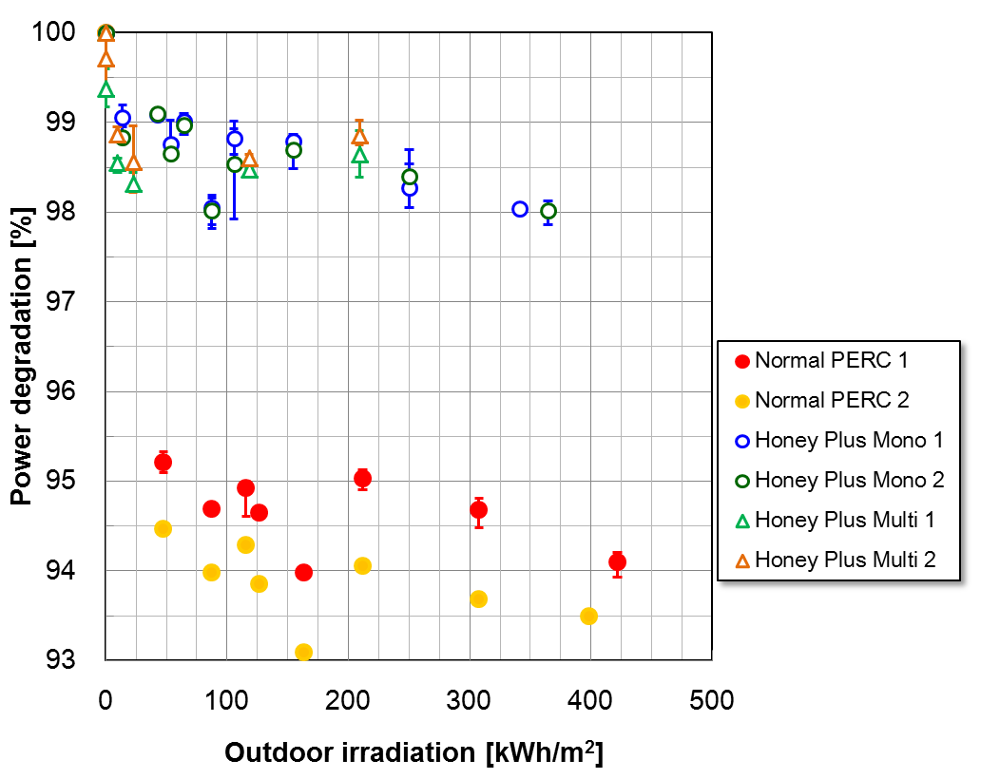 100
99
98
97
96
95
94
93
Power degradation [%]
0 100 200 300 400 500
Outdoor irradiation [kWh/m²]
Normal PERC 1
Normal PERC 2
Honey Plus Mono 1
Honey Plus Mono 2
Honey Plus Multi 1
Honey Plus Multi 2